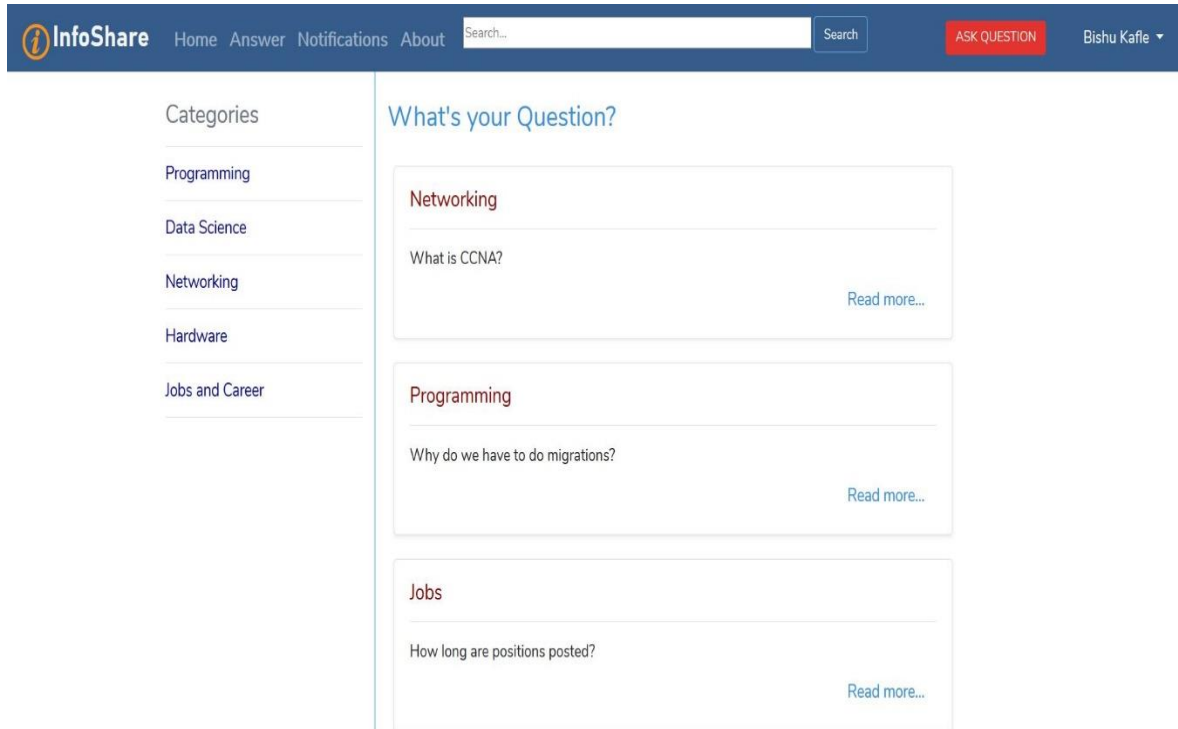 InfoShare Home Answer Notifications About Search... Search ASK QUESTION Bishu Kafle
Categories
Programming
Data Science
Networking
Hardware
Jobs and Career
What's your Question?
Networking
What is CCNA?
Read more...
Programming
Why do we have to do migrations?
Read more...
Jobs
How long are positions posted?
Read more...